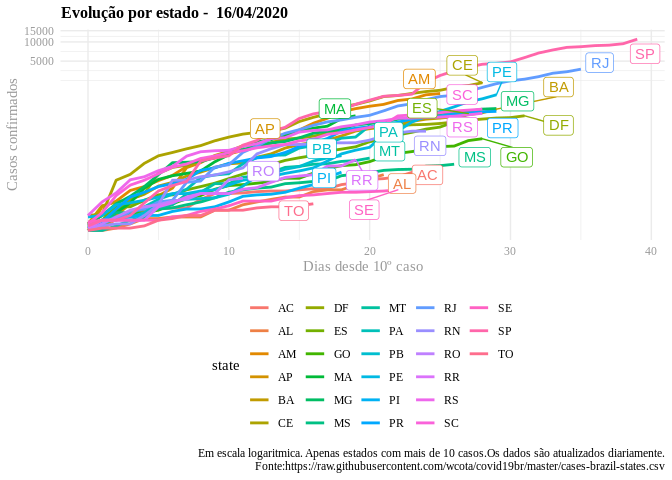 Evolução por estado - 16/04/2020
Casos confirmados
15000
10000
5000
CE
SP
RJ
AM
PE
BA
SC
MG
MA
ES
AP
PA
RS
PR
DF
PB
MT
RN
MS
GO
RO
PI
RR
AL
AC
TO
SE
0
10
20
30
40
Dias desde 10º caso
state
AC
AL
AM
AP
BA
CE
DF
ES
GO
MA
MG
MS
MT
PA
PB
PE
PI
PR
RJ
RN
RO
RR
RS
SC
SE
SP
TO
Em escala logaritmica. Apenas estados com mais de 10 casos.Os dados são atualizados diariamente.
Fonte:https://raw.githubusercontent.com/wcota/covid19br/master/cases-brazil-states.csv